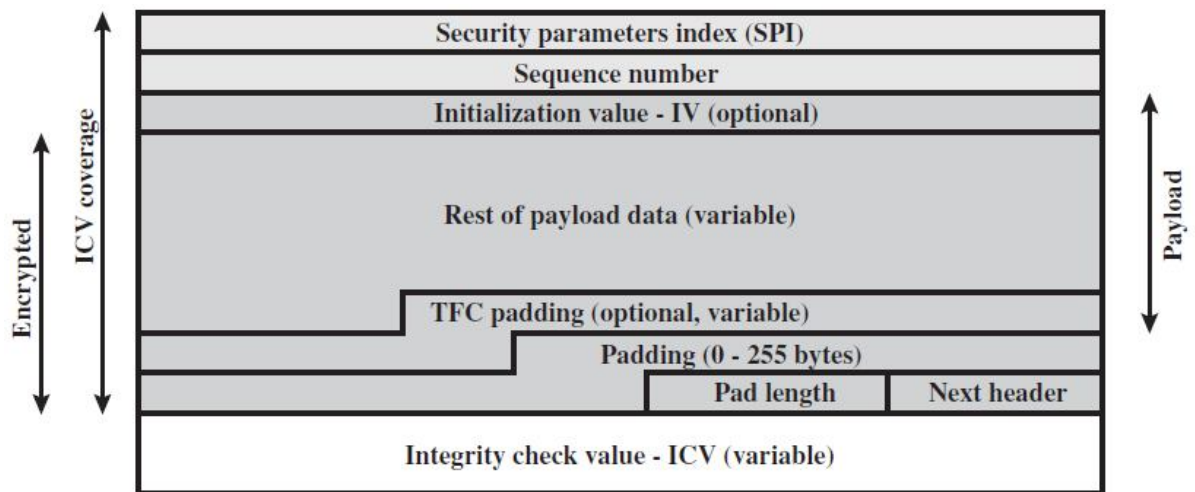 Security parameters index (SPI)
Sequence number
Initialization value - IV (optional)
Rest of payload data (variable)
TFC padding (optional, variable)
Padding (0 - 255 bytes)
Pad length
Next header
Integrity check value - ICV (variable)
Encrypted
ICV coverage
Payload